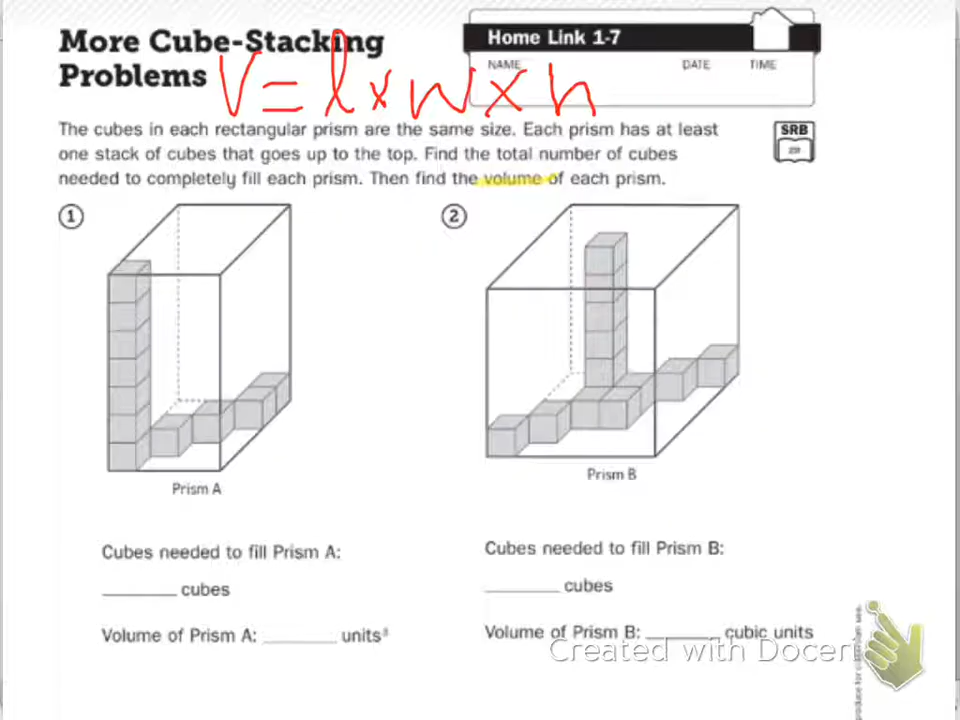 More Cube-Stacking
Problems
V = l x w x h
Home Link 1-7
NAME DATE TIME
The cubes in each rectangular prism are the same size. Each prism has at least
one stack of cubes that goes up to the top. Find the total number of cubes
needed to completely fill each prism. Then find the volume of each prism.
SRB
1
2
Prism A
Prism B
Cubes needed to fill Prism A:
______ cubes
Volume of Prism A: ______ units³
Cubes needed to fill Prism B:
______ cubes
Volume of Prism B: ______ cubic units
Created with Doceri